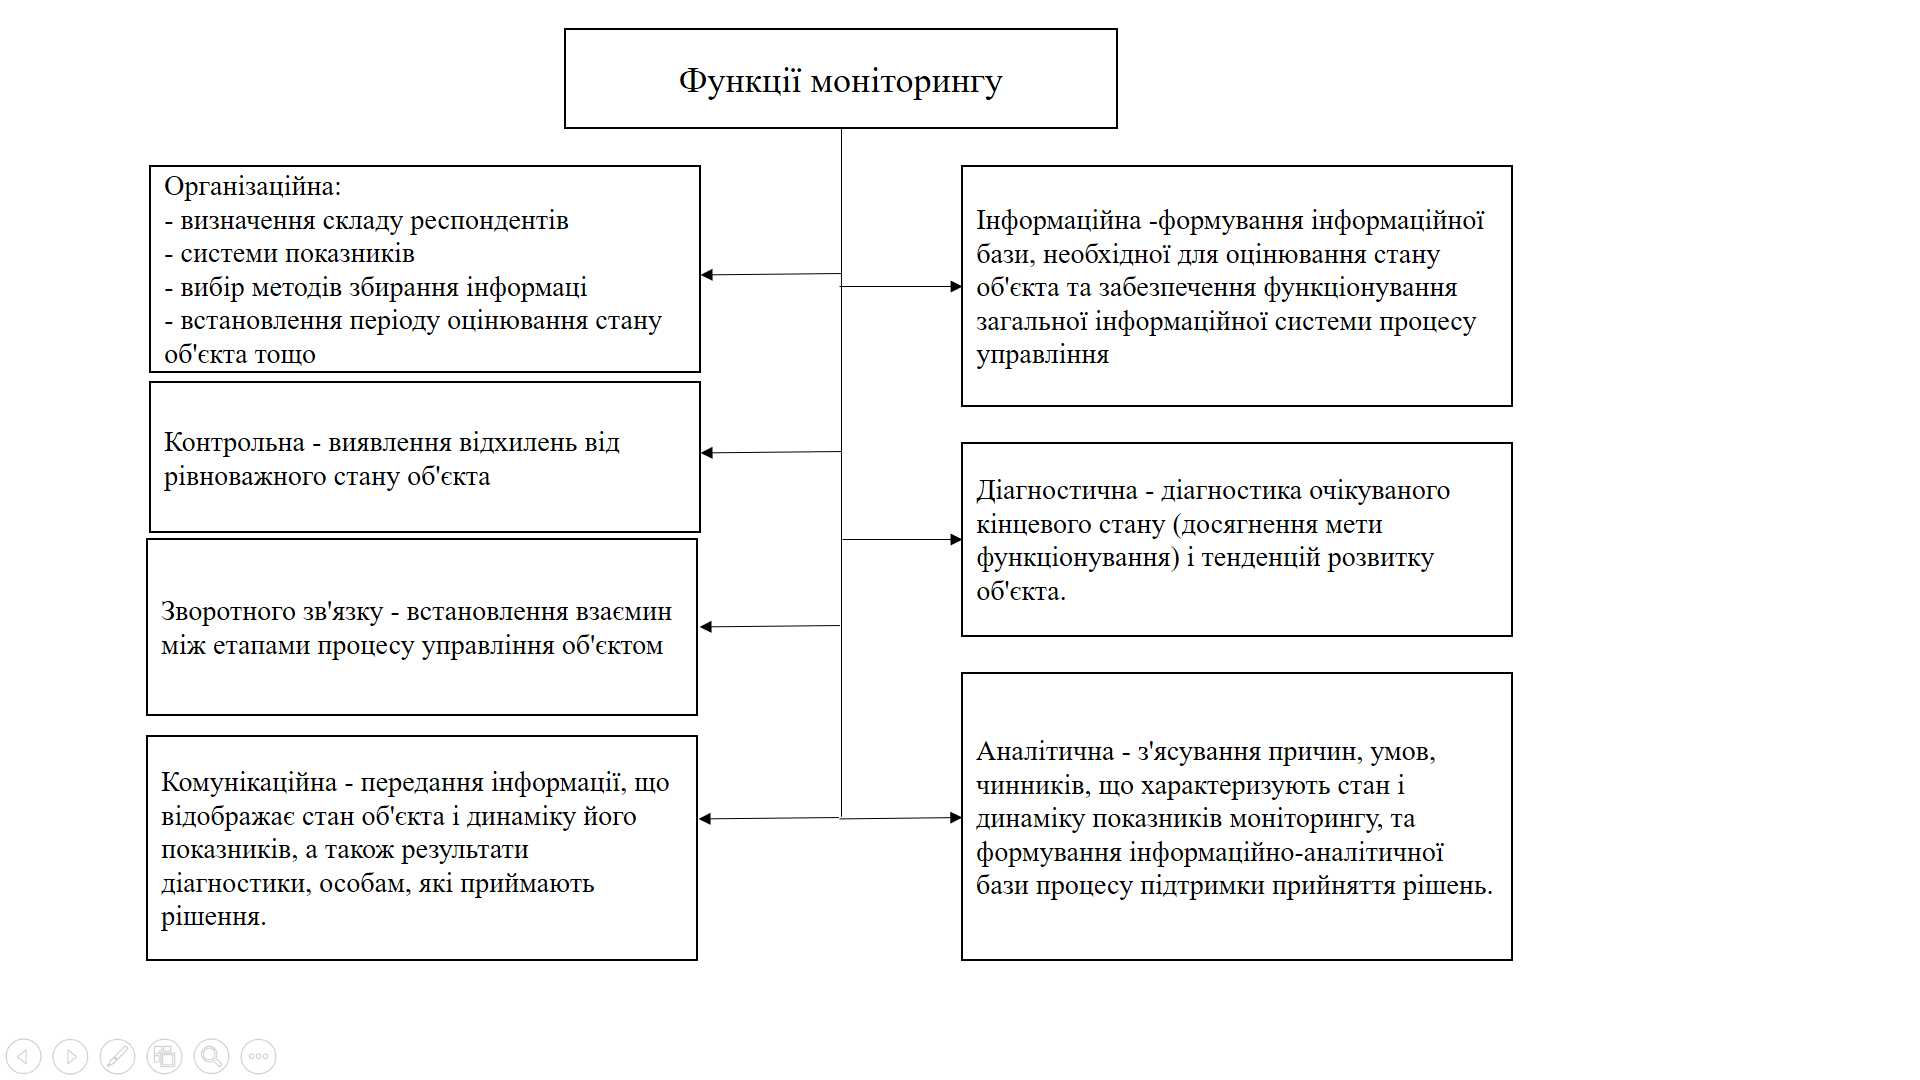 Функції моніторингу
Організаційна:
- визначення складу респондентів
- системи показників
- вибір методів збирання інформаці
- встановлення періоду оцінювання стану
об'єкта тощо
Контрольна - виявлення відхилень від
рівноважного стану об'єкта
Зворотного зв'язку - встановлення взаємин
між етапами процесу управління об'єктом
Комунікаційна - передання інформації, що
відображає стан об'єкта і динаміку його
показників, а також результати
діагностики, особам, які приймають
рішення.
Інформаційна -формування інформаційної
бази, необхідної для оцінювання стану
об'єкта та забезпечення функціонування
загальної інформаційної системи процесу
управління
Діагностична - діагностика очікуваного
кінцевого стану (досягнення мети
функціонування) і тенденцій розвитку
об'єкта.
Аналітична - з'ясування причин, умов,
чинників, що характеризують стан і
динаміку показників моніторингу, та
формування інформаційно-аналітичної
бази процесу підтримки прийняття рішень.